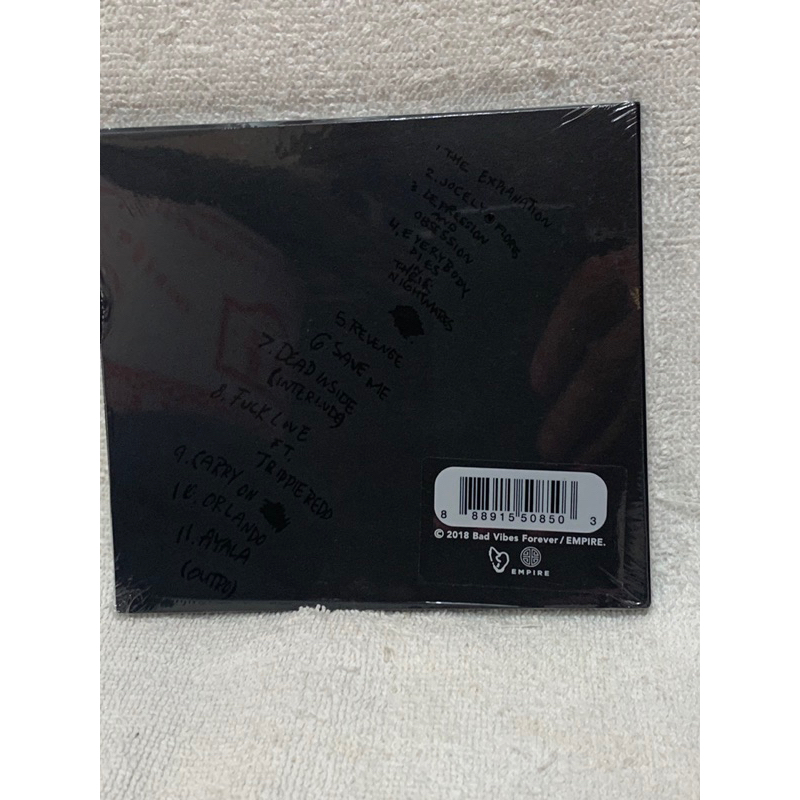 1. THE EXPLANATION
2. JOCELYN FLORES
3. DEPRESSION
AND
OBSESSION
4. EVERYBODY
DIES
IN
THEIR
NIGHTMARES
5. REVENGE
6 SAVE ME
7. DEAD INSIDE
(INTERLUDE)
8. FUCK LOVE
FT.
TRIPPIE REDD
9. CARRY ON
10. ORLANDO
11. AYALA
(OUTRO)
8 88915 50850 3
© 2018 Bad Vibes Forever/EMPIRE.
EMPIRE